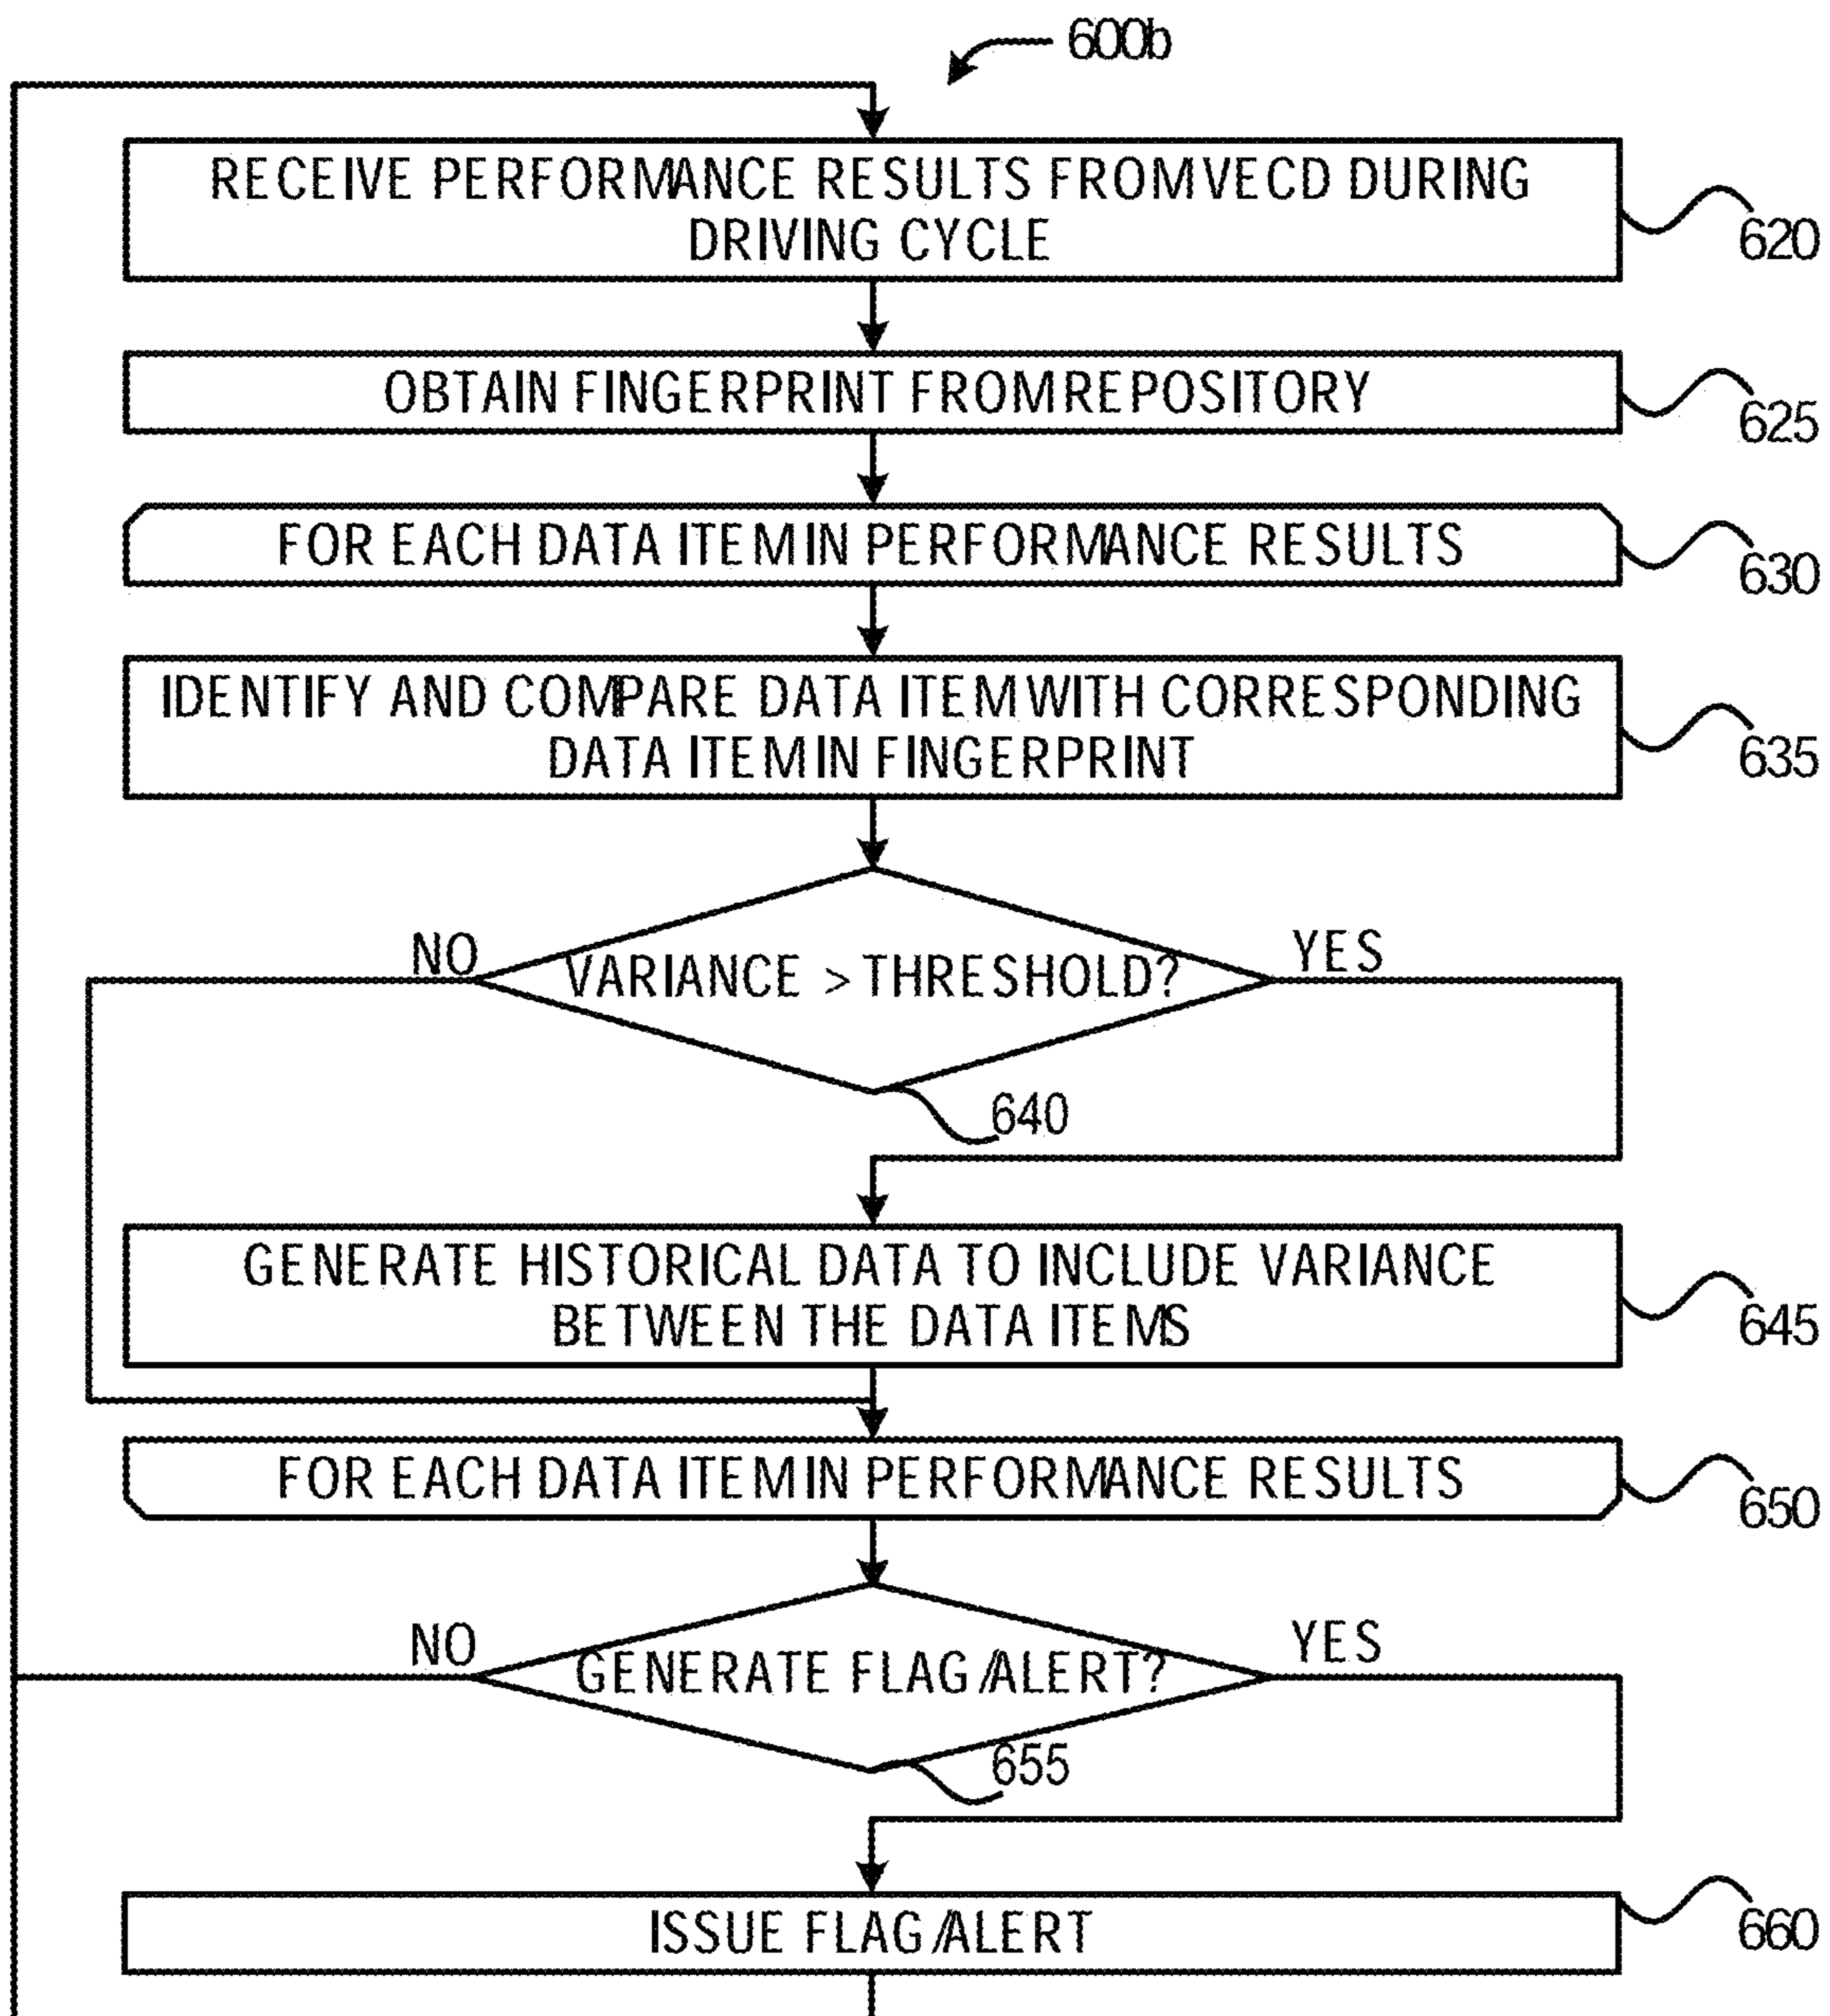 600b
RECEIVE PERFORMANCE RESULTS FROM VECD DURING
DRIVING CYCLE
620
OBTAIN FINGERPRINT FROM REPOSITORY
625
FOR EACH DATA ITEM IN PERFORMANCE RESULTS
630
IDENTIFY AND COMPARE DATA ITEM WITH CORRESPONDING
DATA ITEM IN FINGERPRINT
635
NO
VARIANCE > THRESHOLD?
YES
640
GENERATE HISTORICAL DATA TO INCLUDE VARIANCE
BETWEEN THE DATA ITEMS
645
FOR EACH DATA ITEM IN PERFORMANCE RESULTS
650
NO
GENERATE FLAG/ALERT?
YES
655
ISSUE FLAG/ALERT
660